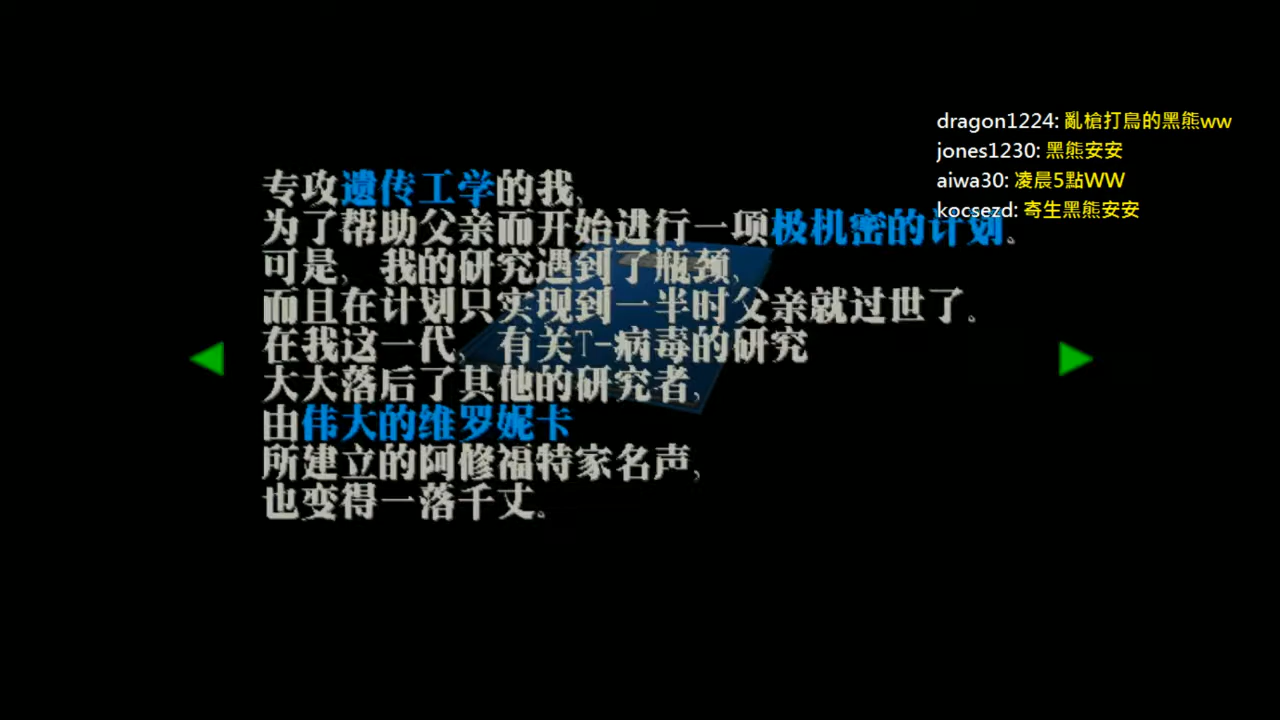 dragon1224: 亂槍打鳥的黑熊ww
jones1230: 黑熊安安
aiwa30: 凌晨5點WW
kocsezd: 寄生黑熊安安
专攻遗传工学的我,
为了帮助父亲而开始进行一项极机密的计划。
可是, 我的研究遇到了瓶颈,
而且在计划只实现到一半时父亲就过世了。
在我这一代, 有关T-病毒的研究
大大落后了其他的研究者,
由伟大的维罗妮卡
所建立的阿修福特家名声,
也变得一落千丈。